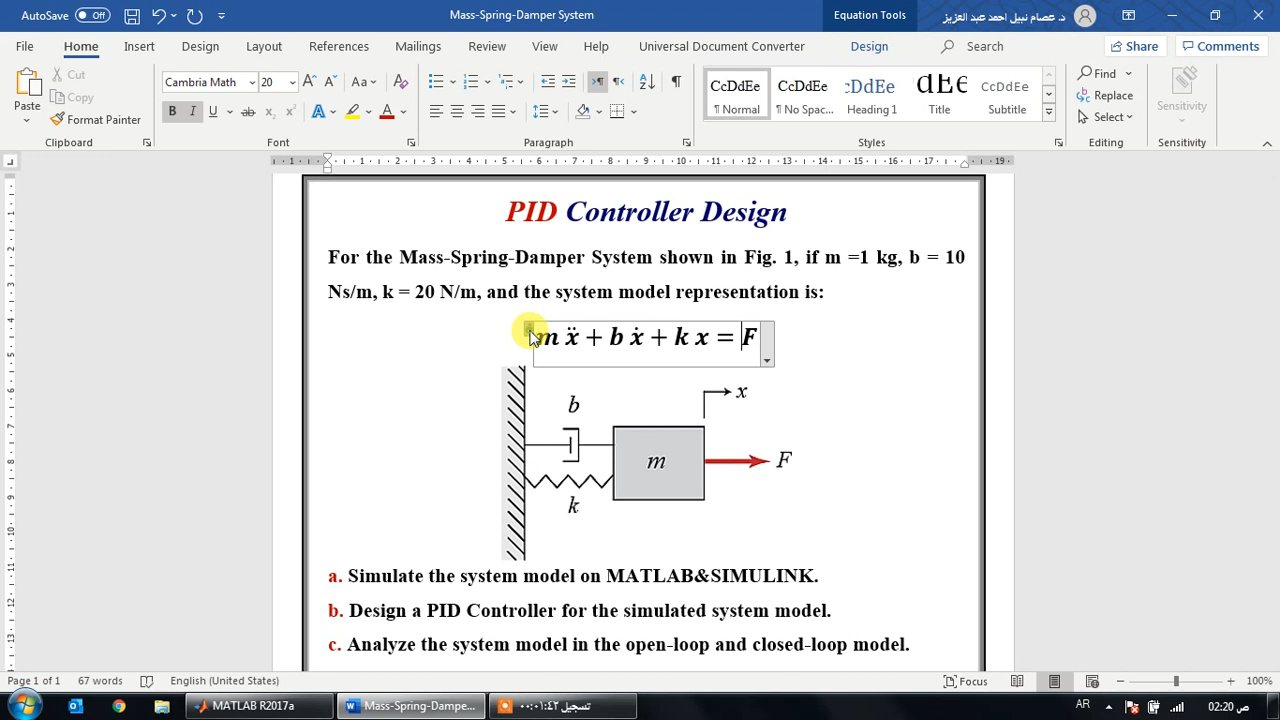 AutoSave Off
Mass-Spring-Damper System
Equation Tools
د. عصام نبيل احمد عبد العزيز
File Home Insert Design Layout References Mailings Review View Help Universal Document Converter Design Search Share Comments
Paste
Cut
Copy
Format Painter
Clipboard
Cambria Math 20
Font
Paragraph
CcDdEe
¶ Normal
CcDdEe
¶ No Spac...
CcDdEe
Heading 1
dEE
Title
CcDdEe
Subtitle
Styles
Find
Replace
Select
Editing
Sensitivity
Sensitivity
PID Controller Design
For the Mass-Spring-Damper System shown in Fig. 1, if m =1 kg, b = 10
Ns/m, k = 20 N/m, and the system model representation is:
m ẍ + b ẋ + k x = F
x
b
m
F
k
a. Simulate the system model on MATLAB&SIMULINK.
b. Design a PID Controller for the simulated system model.
c. Analyze the system model in the open-loop and closed-loop model.
Page 1 of 1 67 words English (United States) Focus 100%
MATLAB R2017a
Mass-Spring-Dampe...
تسجيل ٠٠:٠١:٤٢
AR
02:20 ص